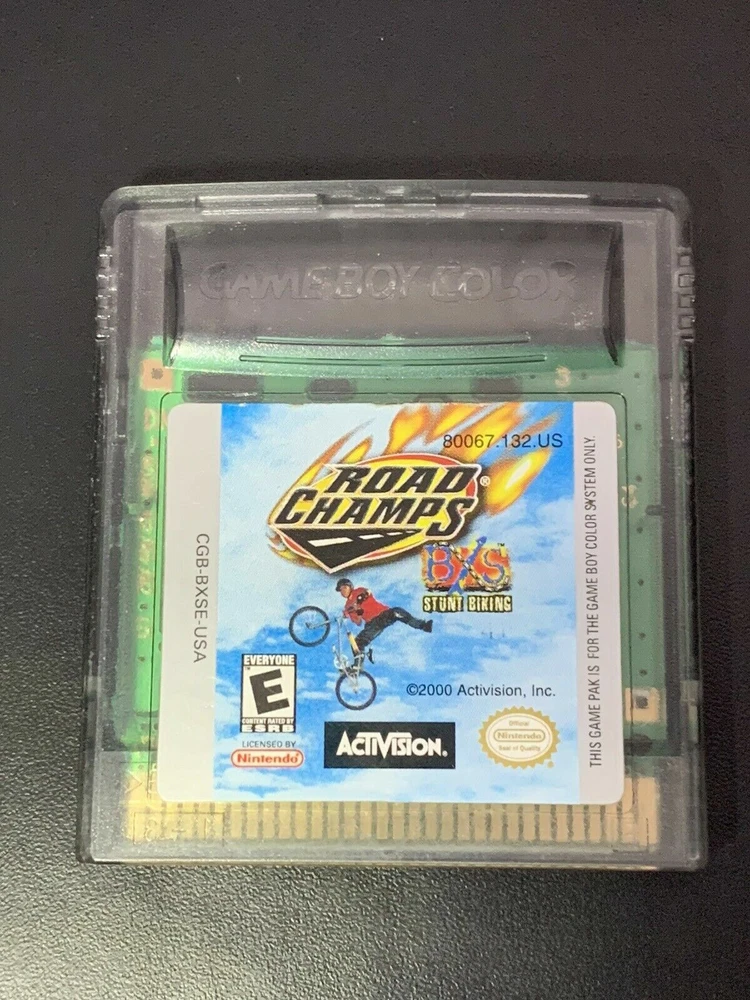 GAME BOY COLOR
80067.132.US
ROAD
CHAMPS®
BXS™
STUNT BIKING
CGB-BXSE-USA
THIS GAME PAK IS FOR THE GAME BOY COLOR SYSTEM ONLY.
EVERYONE
E
CONTENT RATED BY
ESRB
©2000 Activision, Inc.
LICENSED BY
Nintendo®
ACTIVISION®
Official
Nintendo
Seal of Quality